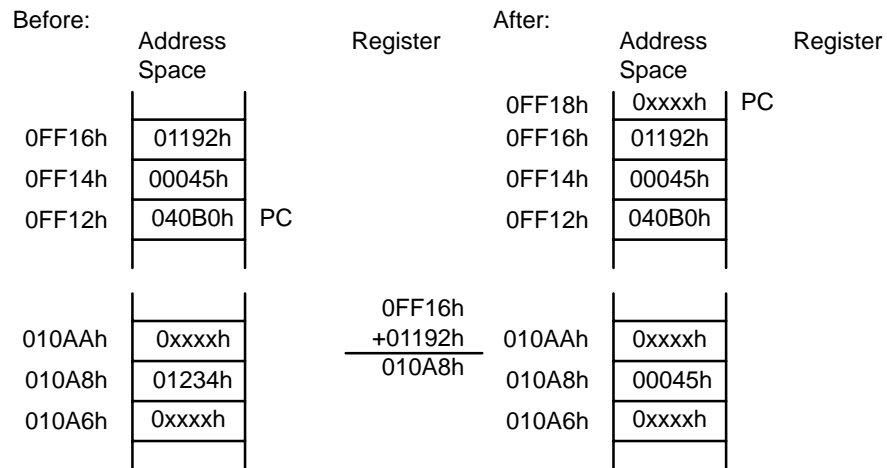 Before:
Address Space
Register
0FF16h 01192h
0FF14h 00045h
0FF12h 040B0h PC
010AAh 0xxxxh
010A8h 01234h
010A6h 0xxxxh
0FF16h
+01192h
010A8h
After:
Address Space
Register
0FF18h 0xxxxh PC
0FF16h 01192h
0FF14h 00045h
0FF12h 040B0h
010AAh 0xxxxh
010A8h 00045h
010A6h 0xxxxh